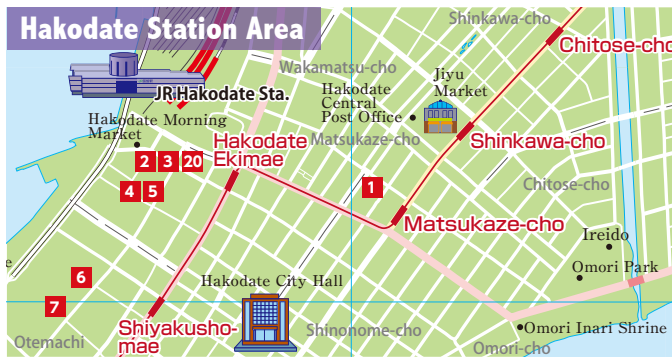 Hakodate Station Area
Shinkawa-cho
Chitose-cho
Wakamatsu-cho
Jiyu
Market
JR Hakodate Sta.
Hakodate
Central
Post Office
Hakodate Morning
Market
Hakodate
Ekimae
Matsukaze-cho
Shinkawa-cho
2
3
20
4
5
1
Chitose-cho
Matsukaze-cho
Ireido
6
Hakodate City Hall
Omori Park
7
Shiyakusho-
mae
Shinonome-cho
Omori Inari Shrine
Otemachi
Omori-cho
e